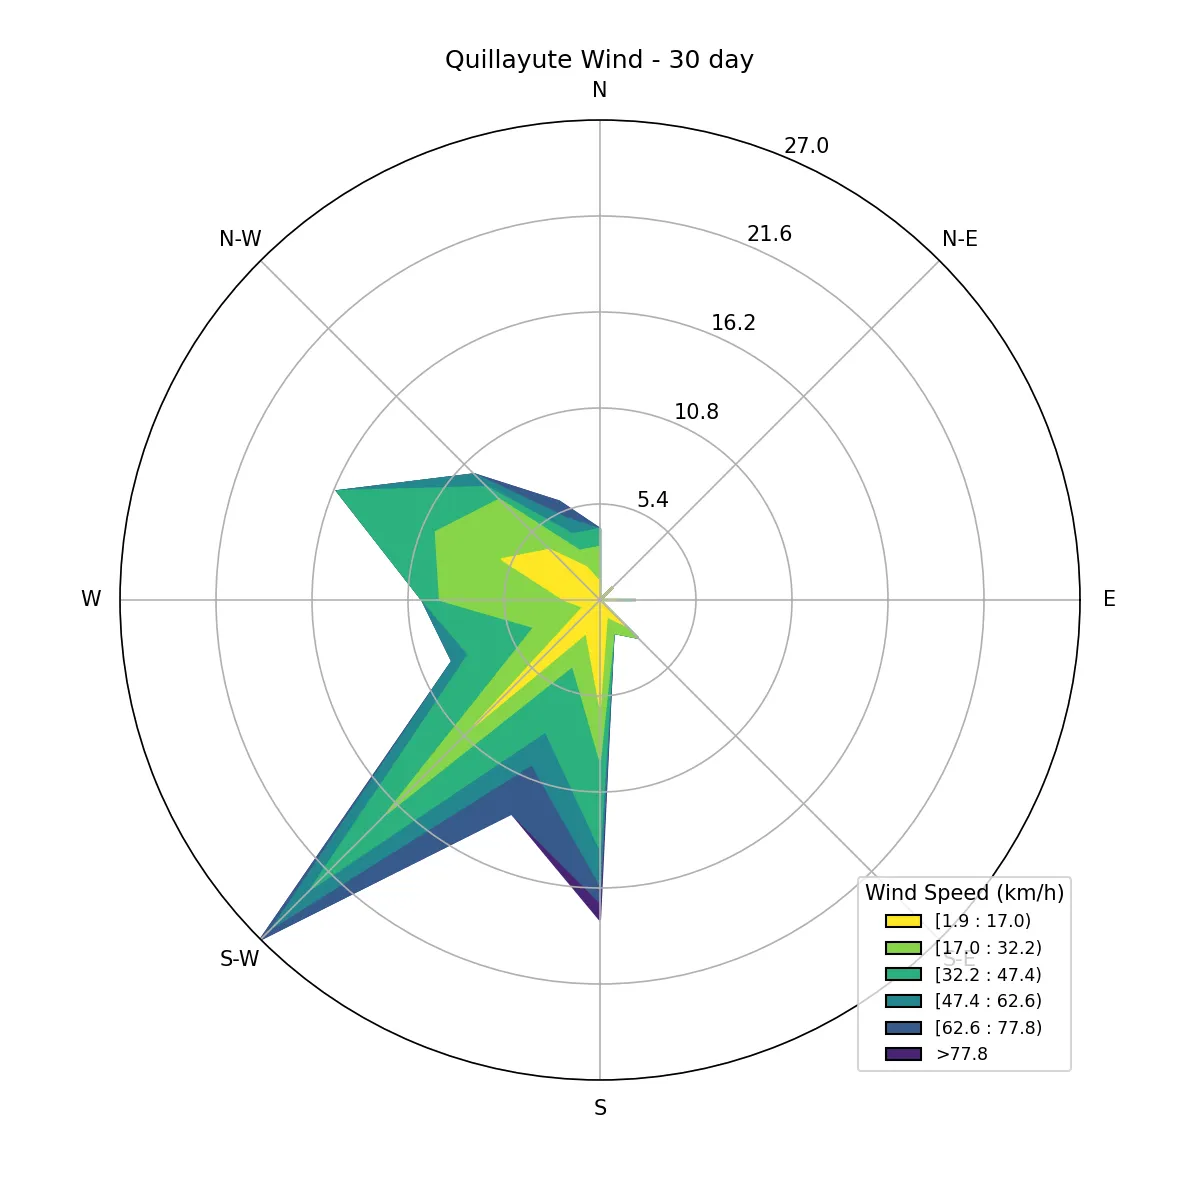 Quillayute Wind - 30 day
N
27.0
N-W
N-E
21.6
16.2
10.8
5.4
W
E
S-W
S-E
S
Wind Speed (km/h)
[1.9 : 17.0)
[17.0 : 32.2)
[32.2 : 47.4)
[47.4 : 62.6)
[62.6 : 77.8)
>77.8